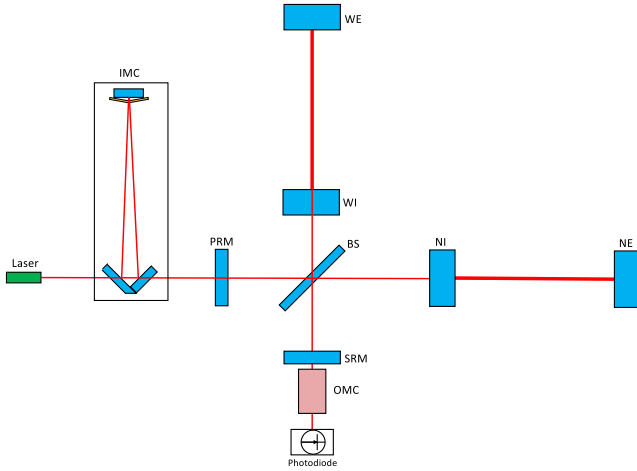 WE
IMC
WI
BS
PRM
NI
NE
Laser
SRM
OMC
Photodiode